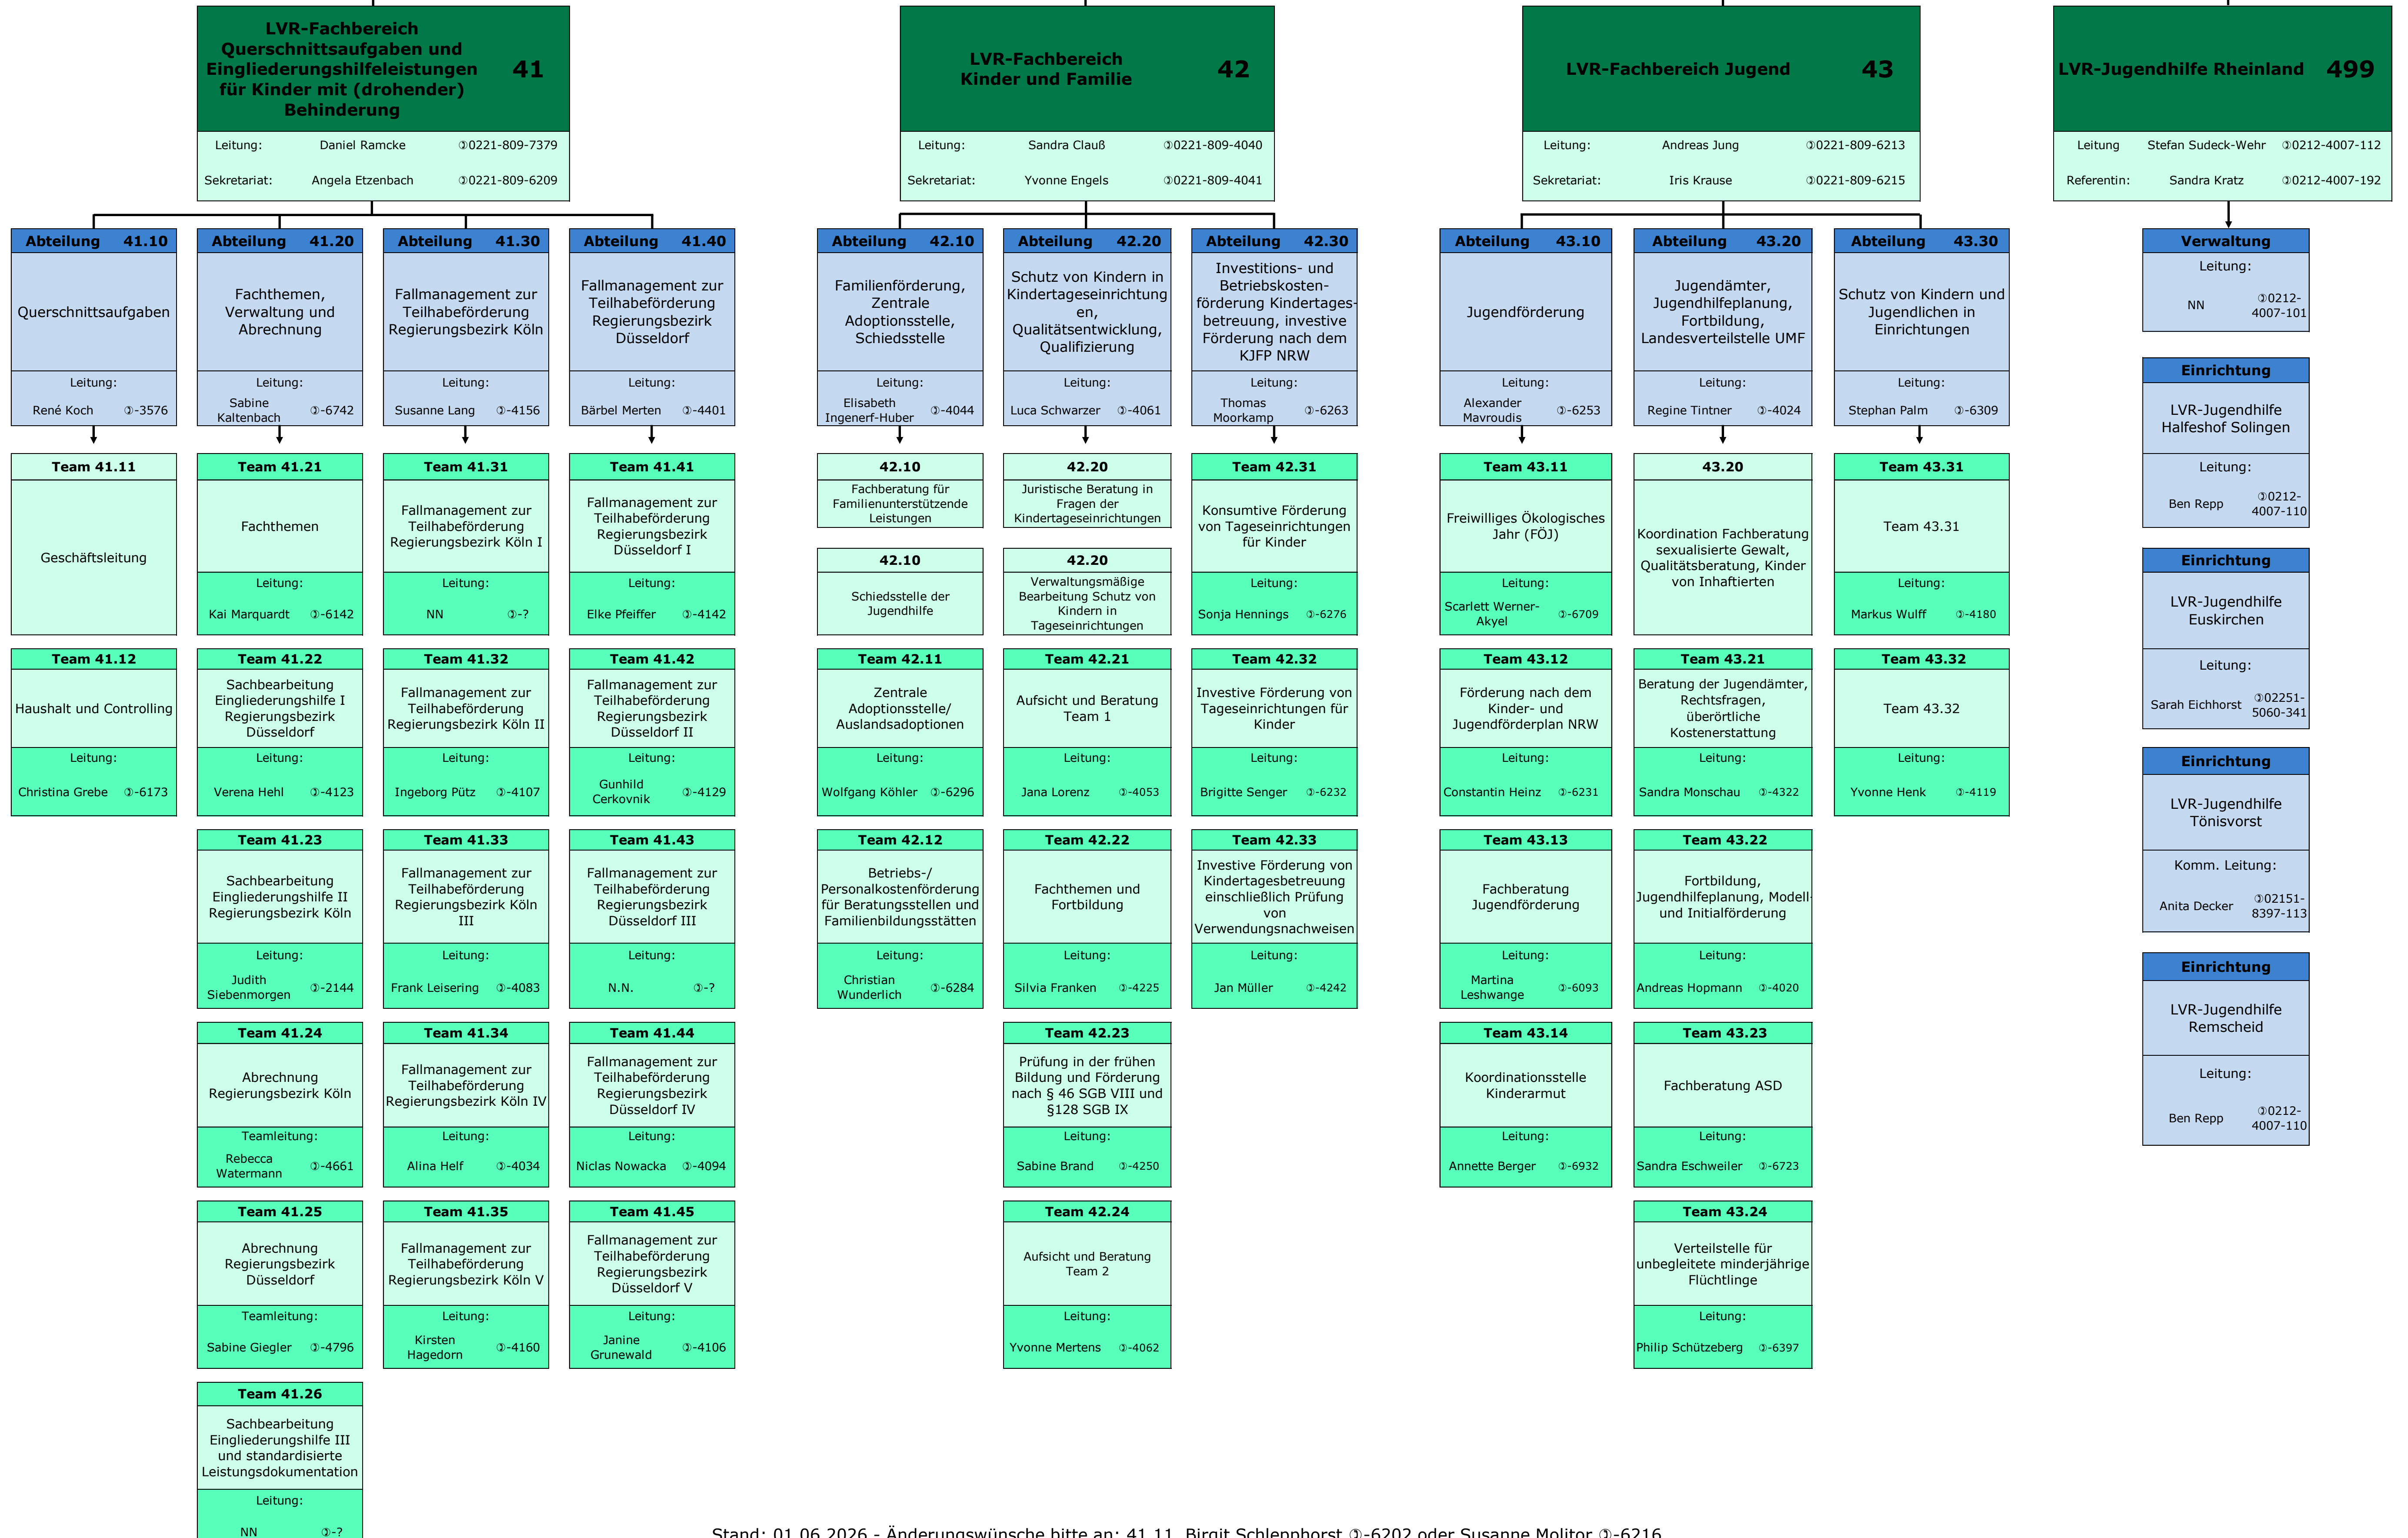 LVR-Fachbereich
Querschnittsaufgaben und
Eingliederungshilfeleistungen
für Kinder mit (drohender)
Behinderung
41
Leitung: Daniel Ramcke ✆0221-809-7379
Sekretariat: Angela Etzenbach ✆0221-809-6209
LVR-Fachbereich
Kinder und Familie
42
Leitung: Sandra Clauß ✆0221-809-4040
Sekretariat: Yvonne Engels ✆0221-809-4041
LVR-Fachbereich Jugend 43
Leitung: Andreas Jung ✆0221-809-6213
Sekretariat: Iris Krause ✆0221-809-6215
LVR-Jugendhilfe Rheinland 499
Leitung Stefan Sudeck-Wehr ✆0212-4007-112
Referentin: Sandra Kratz ✆0212-4007-192
Abteilung 41.10
Querschnittsaufgaben
Leitung:
René Koch ✆-3576
Team 41.11
Geschäftsleitung
Team 41.12
Haushalt und Controlling
Leitung:
Christina Grebe ✆-6173
Abteilung 41.20
Fachthemen,
Verwaltung und
Abrechnung
Leitung:
Sabine
Kaltenbach
✆-6742
Team 41.21
Fachthemen
Leitung:
Kai Marquardt ✆-6142
Team 41.22
Sachbearbeitung
Eingliederungshilfe I
Regierungsbezirk
Düsseldorf
Leitung:
Verena Hehl ✆-4123
Team 41.23
Sachbearbeitung
Eingliederungshilfe II
Regierungsbezirk Köln
Leitung:
Judith
Siebenmorgen
✆-2144
Team 41.24
Abrechnung
Regierungsbezirk Köln
Teamleitung:
Rebecca
Watermann
✆-4661
Team 41.25
Abrechnung
Regierungsbezirk
Düsseldorf
Teamleitung:
Sabine Giegler ✆-4796
Team 41.26
Sachbearbeitung
Eingliederungshilfe III
und standardisierte
Leistungsdokumentation
Leitung:
NN ✆-?
Abteilung 41.30
Fallmanagement zur
Teilhabeförderung
Regierungsbezirk Köln
Leitung:
Susanne Lang ✆-4156
Team 41.31
Fallmanagement zur
Teilhabeförderung
Regierungsbezirk Köln I
Leitung:
NN ✆-?
Team 41.32
Fallmanagement zur
Teilhabeförderung
Regierungsbezirk Köln II
Leitung:
Ingeborg Pütz ✆-4107
Team 41.33
Fallmanagement zur
Teilhabeförderung
Regierungsbezirk Köln
III
Leitung:
Frank Leisering ✆-4083
Team 41.34
Fallmanagement zur
Teilhabeförderung
Regierungsbezirk Köln IV
Leitung:
Alina Helf ✆-4034
Team 41.35
Fallmanagement zur
Teilhabeförderung
Regierungsbezirk Köln V
Leitung:
Kirsten
Hagedorn
✆-4160
Abteilung 41.40
Fallmanagement zur
Teilhabeförderung
Regierungsbezirk
Düsseldorf
Leitung:
Bärbel Merten ✆-4401
Team 41.41
Fallmanagement zur
Teilhabeförderung
Regierungsbezirk
Düsseldorf I
Leitung:
Elke Pfeiffer ✆-4142
Team 41.42
Fallmanagement zur
Teilhabeförderung
Regierungsbezirk
Düsseldorf II
Leitung:
Gunhild
Cerkovnik
✆-4129
Team 41.43
Fallmanagement zur
Teilhabeförderung
Regierungsbezirk
Düsseldorf III
Leitung:
N.N. ✆-?
Team 41.44
Fallmanagement zur
Teilhabeförderung
Regierungsbezirk
Düsseldorf IV
Leitung:
Niclas Nowacka ✆-4094
Team 41.45
Fallmanagement zur
Teilhabeförderung
Regierungsbezirk
Düsseldorf V
Leitung:
Janine
Grunewald
✆-4106
Abteilung 42.10
Familienförderung,
Zentrale
Adoptionsstelle,
Schiedsstelle
Leitung:
Elisabeth
Ingenerf-Huber
✆-4044
42.10
Fachberatung für
Familienunterstützende
Leistungen
42.10
Schiedsstelle der
Jugendhilfe
Team 42.11
Zentrale
Adoptionsstelle/
Auslandsadoptionen
Leitung:
Wolfgang Köhler ✆-6296
Team 42.12
Betriebs-/
Personalkostenförderung
für Beratungsstellen und
Familienbildungsstätten
Leitung:
Christian
Wunderlich
✆-6284
Abteilung 42.20
Schutz von Kindern in
Kindertageseinrichtung
en,
Qualitätsentwicklung,
Qualifizierung
Leitung:
Luca Schwarzer ✆-4061
42.20
Juristische Beratung in
Fragen der
Kindertageseinrichtungen
42.20
Verwaltungsmäßige
Bearbeitung Schutz von
Kindern in
Tageseinrichtungen
Team 42.21
Aufsicht und Beratung
Team 1
Leitung:
Jana Lorenz ✆-4053
Team 42.22
Fachthemen und
Fortbildung
Leitung:
Silvia Franken ✆-4225
Team 42.23
Prüfung in der frühen
Bildung und Förderung
nach § 46 SGB VIII und
§128 SGB IX
Leitung:
Sabine Brand ✆-4250
Team 42.24
Aufsicht und Beratung
Team 2
Leitung:
Yvonne Mertens ✆-4062
Abteilung 42.30
Investitions- und
Betriebskosten-
förderung Kindertages-
betreuung, investive
Förderung nach dem
KJFP NRW
Leitung:
Thomas
Moorkamp
✆-6263
Team 42.31
Konsumtive Förderung
von Tageseinrichtungen
für Kinder
Leitung:
Sonja Hennings ✆-6276
Team 42.32
Investive Förderung von
Tageseinrichtungen für
Kinder
Leitung:
Brigitte Senger ✆-6232
Team 42.33
Investive Förderung von
Kindertagesbetreuung
einschließlich Prüfung
von
Verwendungsnachweisen
Leitung:
Jan Müller ✆-4242
Abteilung 43.10
Jugendförderung
Leitung:
Alexander
Mavroudis
✆-6253
Team 43.11
Freiwilliges Ökologisches
Jahr (FÖJ)
Leitung:
Scarlett Werner-
Akyel
✆-6709
Team 43.12
Förderung nach dem
Kinder- und
Jugendförderplan NRW
Leitung:
Constantin Heinz ✆-6231
Team 43.13
Fachberatung
Jugendförderung
Leitung:
Martina
Leshwange
✆-6093
Team 43.14
Koordinationsstelle
Kinderarmut
Leitung:
Annette Berger ✆-6932
Abteilung 43.20
Jugendämter,
Jugendhilfeplanung,
Fortbildung,
Landesverteilstelle UMF
Leitung:
Regine Tintner ✆-4024
43.20
Koordination Fachberatung
sexualisierte Gewalt,
Qualitätsberatung, Kinder
von Inhaftierten
Team 43.21
Beratung der Jugendämter,
Rechtsfragen,
überörtliche
Kostenerstattung
Leitung:
Sandra Monschau ✆-4322
Team 43.22
Fortbildung,
Jugendhilfeplanung, Modell-
und Initialförderung
Leitung:
Andreas Hopmann ✆-4020
Team 43.23
Fachberatung ASD
Leitung:
Sandra Eschweiler ✆-6723
Team 43.24
Verteilstelle für
unbegleitete minderjährige
Flüchtlinge
Leitung:
Philip Schützeberg ✆-6397
Abteilung 43.30
Schutz von Kindern und
Jugendlichen in
Einrichtungen
Leitung:
Stephan Palm ✆-6309
Team 43.31
Team 43.31
Leitung:
Markus Wulff ✆-4180
Team 43.32
Team 43.32
Leitung:
Yvonne Henk ✆-4119
Verwaltung
Leitung:
NN ✆0212-
4007-101
Einrichtung
LVR-Jugendhilfe
Halfeshof Solingen
Leitung:
Ben Repp ✆0212-
4007-110
Einrichtung
LVR-Jugendhilfe
Euskirchen
Leitung:
Sarah Eichhorst ✆02251-
5060-341
Einrichtung
LVR-Jugendhilfe
Tönisvorst
Komm. Leitung:
Anita Decker ✆02151-
8397-113
Einrichtung
LVR-Jugendhilfe
Remscheid
Leitung:
Ben Repp ✆0212-
4007-110
Stand: 01.06.2026 - Änderungswünsche bitte an: 41.11, Birgit Schlepphorst ✆-6202 oder Susanne Molitor ✆-6216